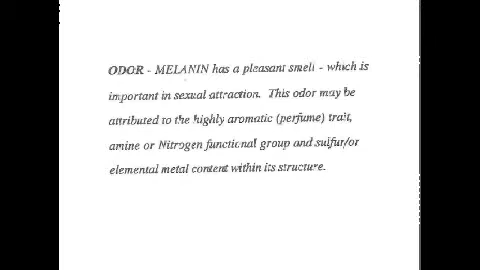 ODOR - MELANIN has a pleasant smell - which is
important in sexual attraction. This odor may be
attributed to the highly aromatic (perfume) trait,
amine or Nitrogen functional group and sulfur/or
elemental metal content within its structure.